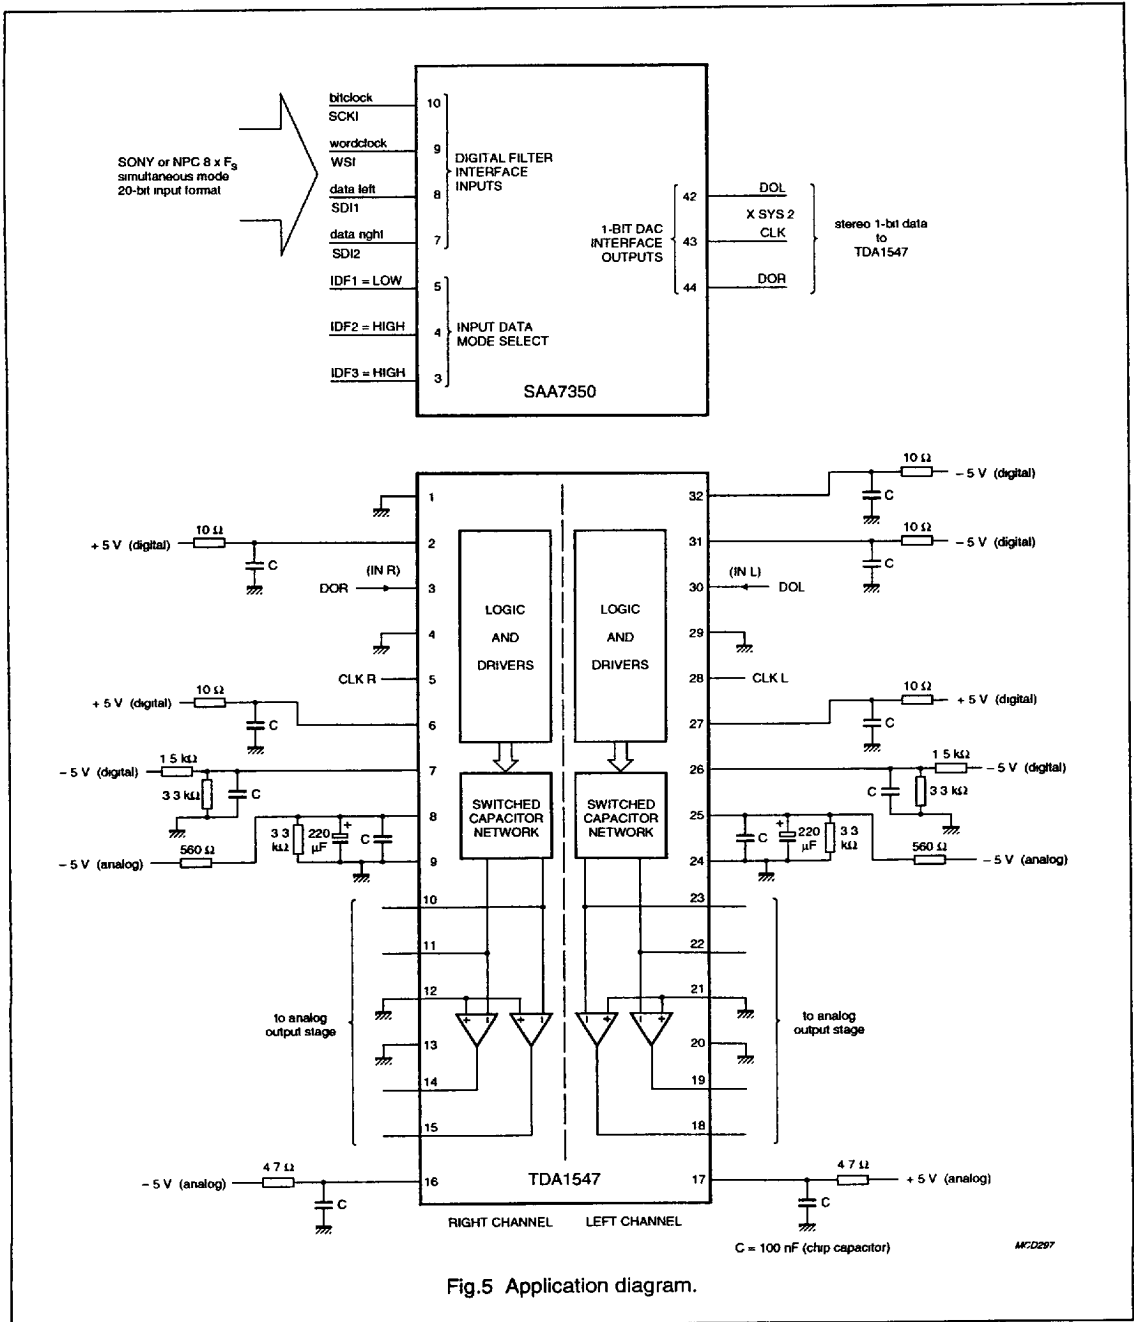 bitclock
SCKI
10
wordclock
WSI
9
data left
SDI1
8
data right
SDI2
7
SONY or NPC 8 x Fs
simultaneous mode
20-bit input format
DIGITAL FILTER
INTERFACE
INPUTS
IDF1 = LOW
5
IDF2 = HIGH
4
IDF3 = HIGH
3
INPUT DATA
MODE SELECT
1-BIT DAC
INTERFACE
OUTPUTS
42
DOL
X SYS 2
43
CLK
44
DOR
stereo 1-bit data
to
TDA1547
SAA7350
1
+ 5 V (digital)
10 Ω
C
2
(IN R)
DOR
3
4
CLK R
5
+ 5 V (digital)
10 Ω
C
6
− 5 V (digital)
1 5 kΩ
3 3 kΩ
C
7
− 5 V (analog)
560 Ω
3 3
kΩ
220
µF
+
C
8
9
10
11
12
13
14
15
to analog
output stage
− 5 V (analog)
4 7 Ω
C
16
LOGIC
AND
DRIVERS
LOGIC
AND
DRIVERS
SWITCHED
CAPACITOR
NETWORK
SWITCHED
CAPACITOR
NETWORK
+ −
+ −
− +
− +
32
10 Ω
− 5 V (digital)
C
31
10 Ω
− 5 V (digital)
C
(IN L)
30
DOL
29
28
CLK L
27
10 Ω
+ 5 V (digital)
C
26
1 5 kΩ
− 5 V (digital)
C
3 3 kΩ
25
C
+
220
µF
3 3
kΩ
560 Ω
− 5 V (analog)
24
23
22
21
20
19
18
to analog
output stage
17
4 7 Ω
+ 5 V (analog)
C
TDA1547
RIGHT CHANNEL
LEFT CHANNEL
C = 100 nF (chip capacitor)
MCD297
Fig.5 Application diagram.